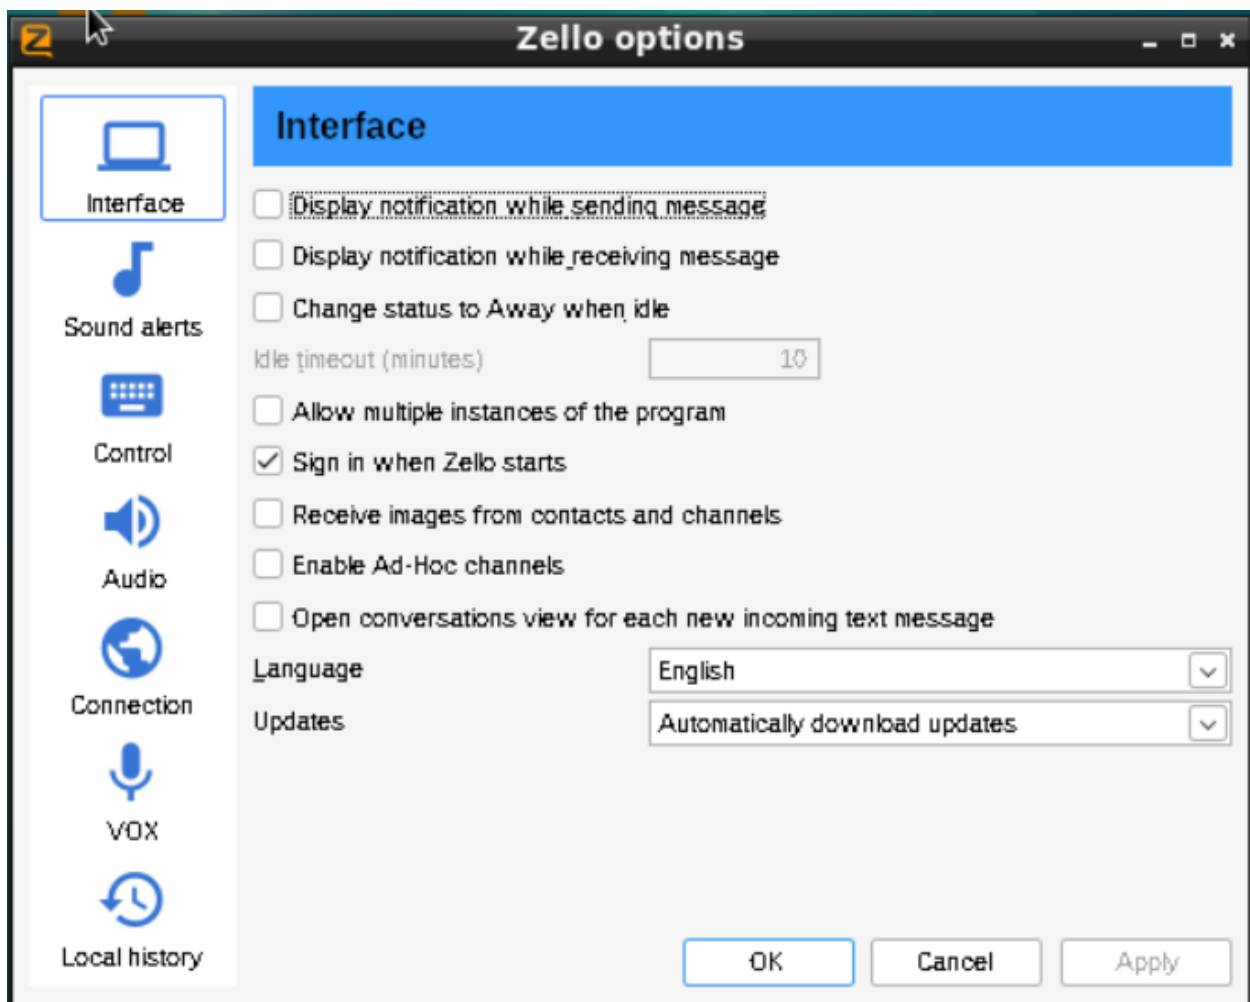 Zello options
Interface
Sound alerts
Control
Audio
Connection
VOX
Local history
Interface
Display notification while sending message
Display notification while receiving message
Change status to Away when idle
Idle timeout (minutes) 10
Allow multiple instances of the program
Sign in when Zello starts
Receive images from contacts and channels
Enable Ad-Hoc channels
Open conversations view for each new incoming text message
Language English
Updates Automatically download updates
OK Cancel Apply